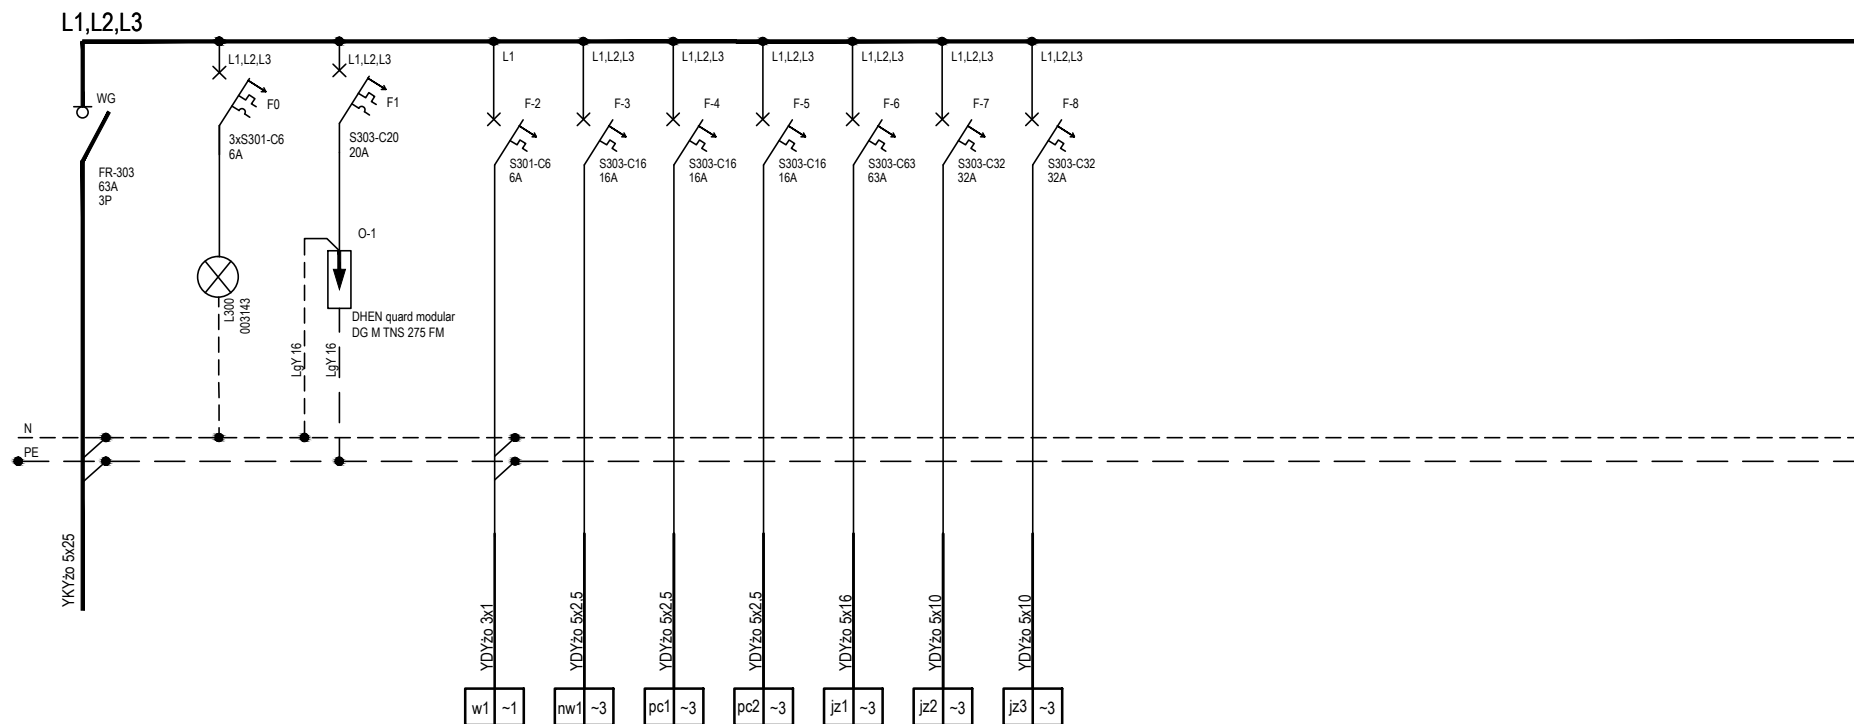 L1,L2,L3
L1,L2,L3
L1,L2,L3
L1
L1,L2,L3
L1,L2,L3
L1,L2,L3
L1,L2,L3
L1,L2,L3
L1,L2,L3
WG
FR-303
63A
3P
F0
3xS301-C6
6A
F1
S303-C20
20A
F-2
S301-C6
6A
F-3
S303-C16
16A
F-4
S303-C16
16A
F-5
S303-C16
16A
F-6
S303-C63
63A
F-7
S303-C32
32A
F-8
S303-C32
32A
L300
003143
O-1
DHEN quard modular
DG M TNS 275 FM
LgY 16
LgY 16
N
PE
YKYżo 5x25
YDYżo 3x1
YDYżo 5x2,5
YDYżo 5x2,5
YDYżo 5x2,5
YDYżo 5x16
YDYżo 5x10
YDYżo 5x10
w1 ~1
nw1 ~3
pc1 ~3
pc2 ~3
jz1 ~3
jz2 ~3
jz3 ~3